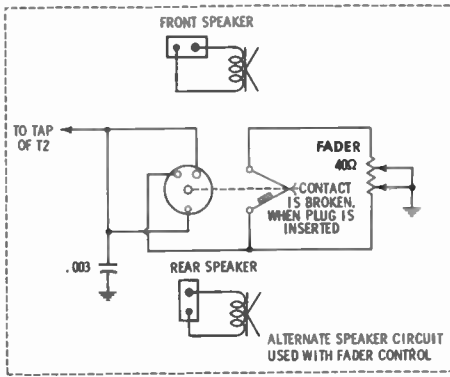 FRONT SPEAKER
TO TAP
OF T2
FADER
40Ω
CONTACT
IS BROKEN,
WHEN PLUG IS
INSERTED
.003
REAR SPEAKER
ALTERNATE SPEAKER CIRCUIT
USED WITH FADER CONTROL